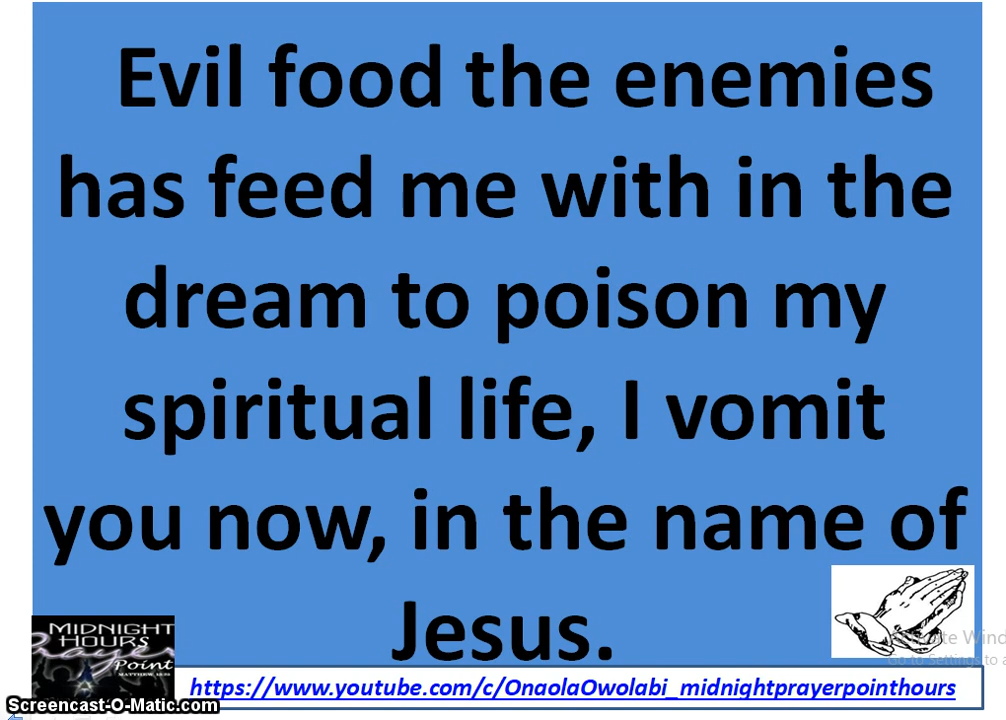 Evil food the enemies
has feed me with in the
dream to poison my
spiritual life, I vomit
you now, in the name of
Jesus.
MIDNIGHT
HOURS
Prayer
Point
https://www.youtube.com/c/OnaolaOwolabi_midnightprayerpointhours
Screencast-O-Matic.com